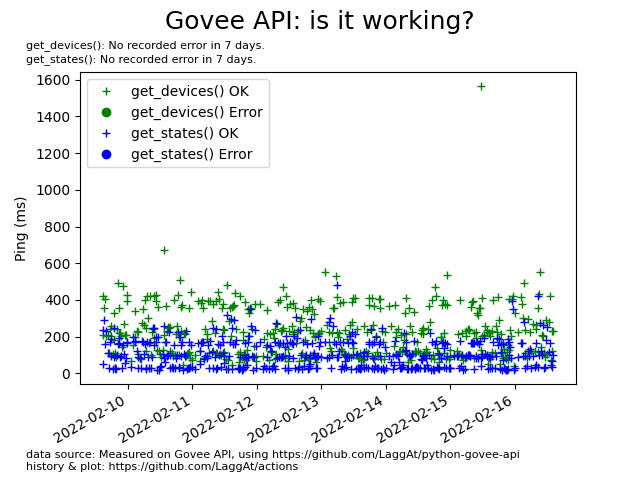 Govee API: is it working?
get_devices(): No recorded error in 7 days.
get_states(): No recorded error in 7 days.
get_devices() OK
get_devices() Error
get_states() OK
get_states() Error
Ping (ms)
1600
1400
1200
1000
800
600
400
200
0
2022-02-10
2022-02-11
2022-02-12
2022-02-13
2022-02-14
2022-02-15
2022-02-16
data source: Measured on Govee API, using https://github.com/LaggAt/python-govee-api
history & plot: https://github.com/LaggAt/actions